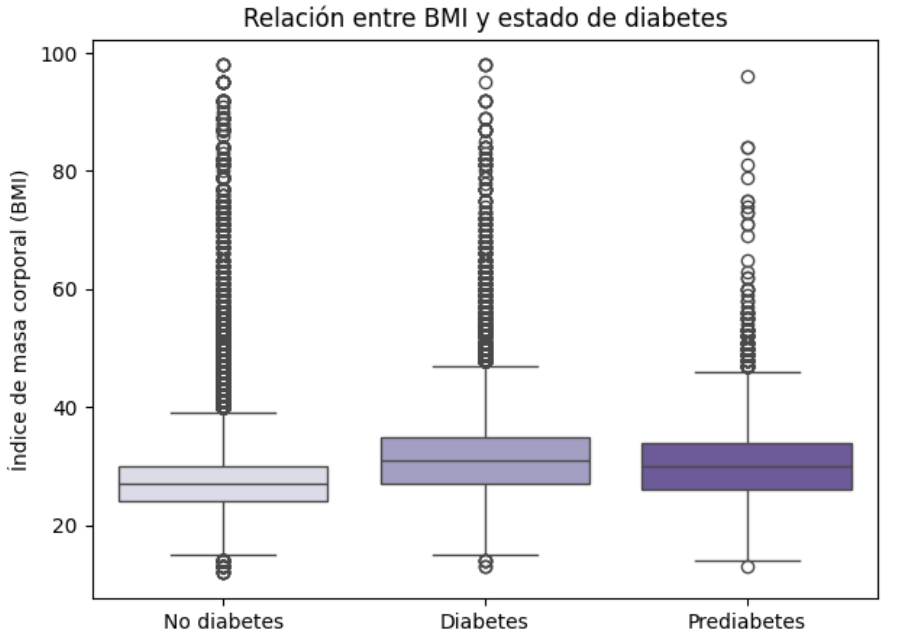 Relación entre BMI y estado de diabetes
Índice de masa corporal (BMI)
100
80
60
40
20
No diabetes
Diabetes
Prediabetes